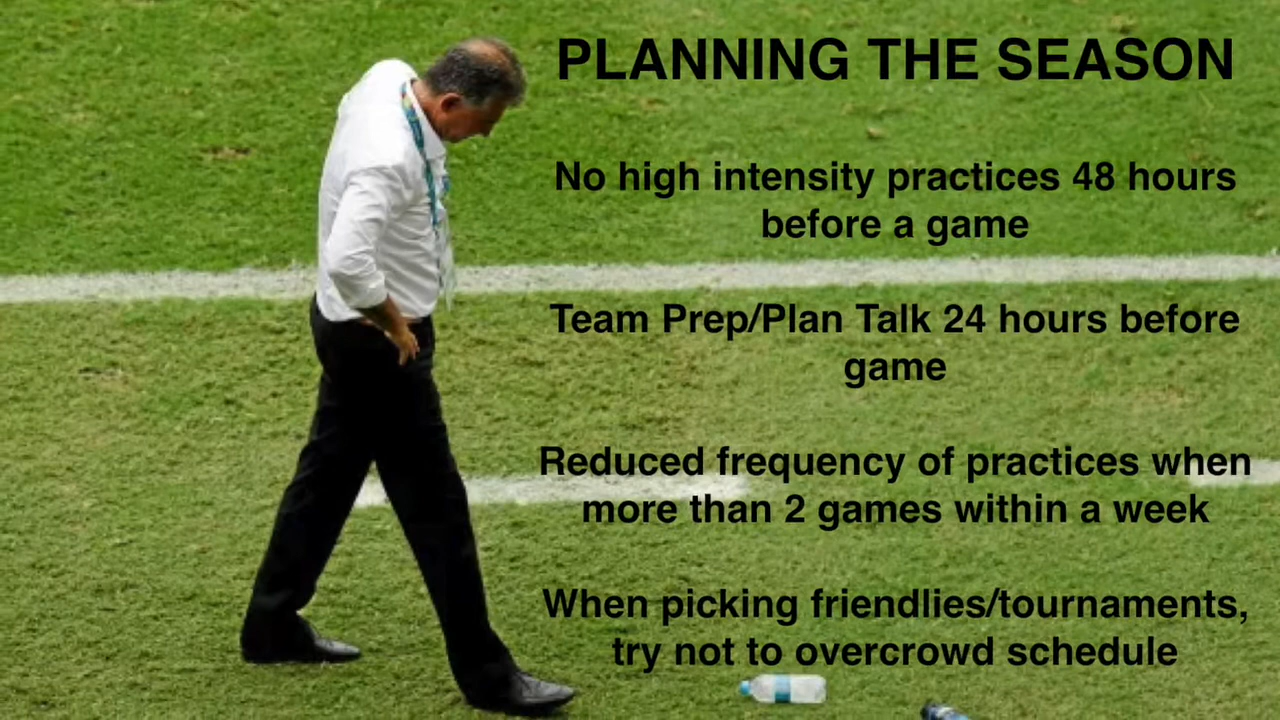 PLANNING THE SEASON
No high intensity practices 48 hours
before a game
Team Prep/Plan Talk 24 hours before
game
Reduced frequency of practices when
more than 2 games within a week
When picking friendlies/tournaments,
try not to overcrowd schedule